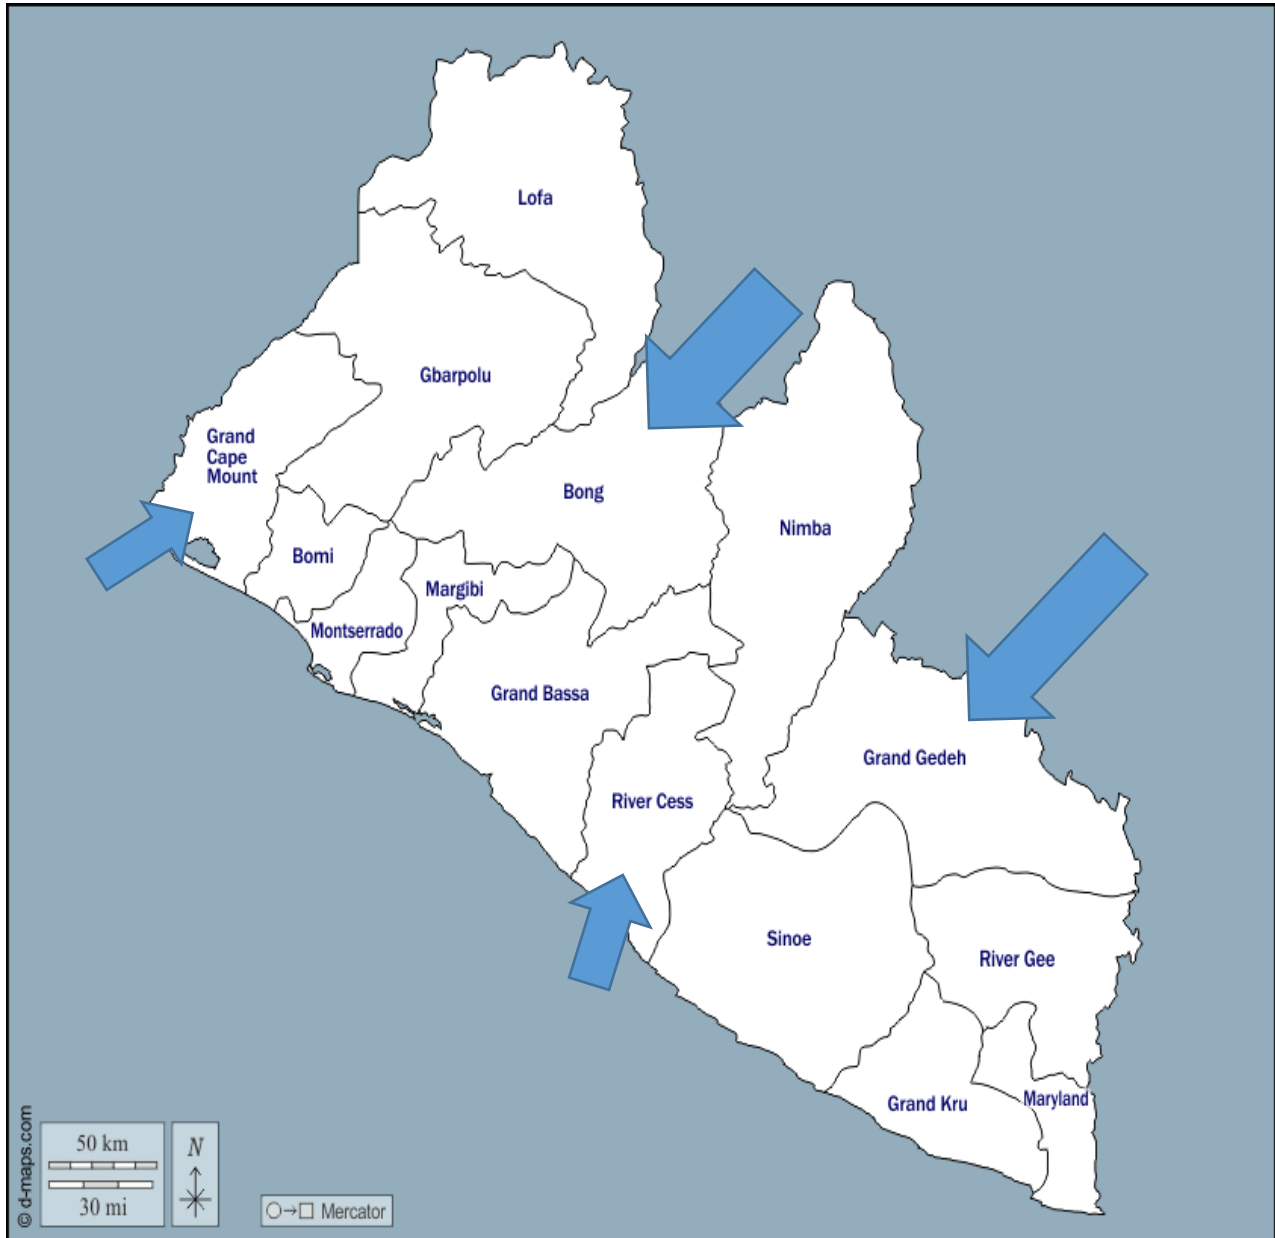 Lofa
Gbarpolu
Grand
Cape
Mount
Bong
Nimba
Bomi
Margibi
Montserrado
Grand Bassa
Grand Gedeh
River Cess
Sinoe
River Gee
Grand Kru
Maryland
© d-maps.com
50 km
30 mi
N
Mercator